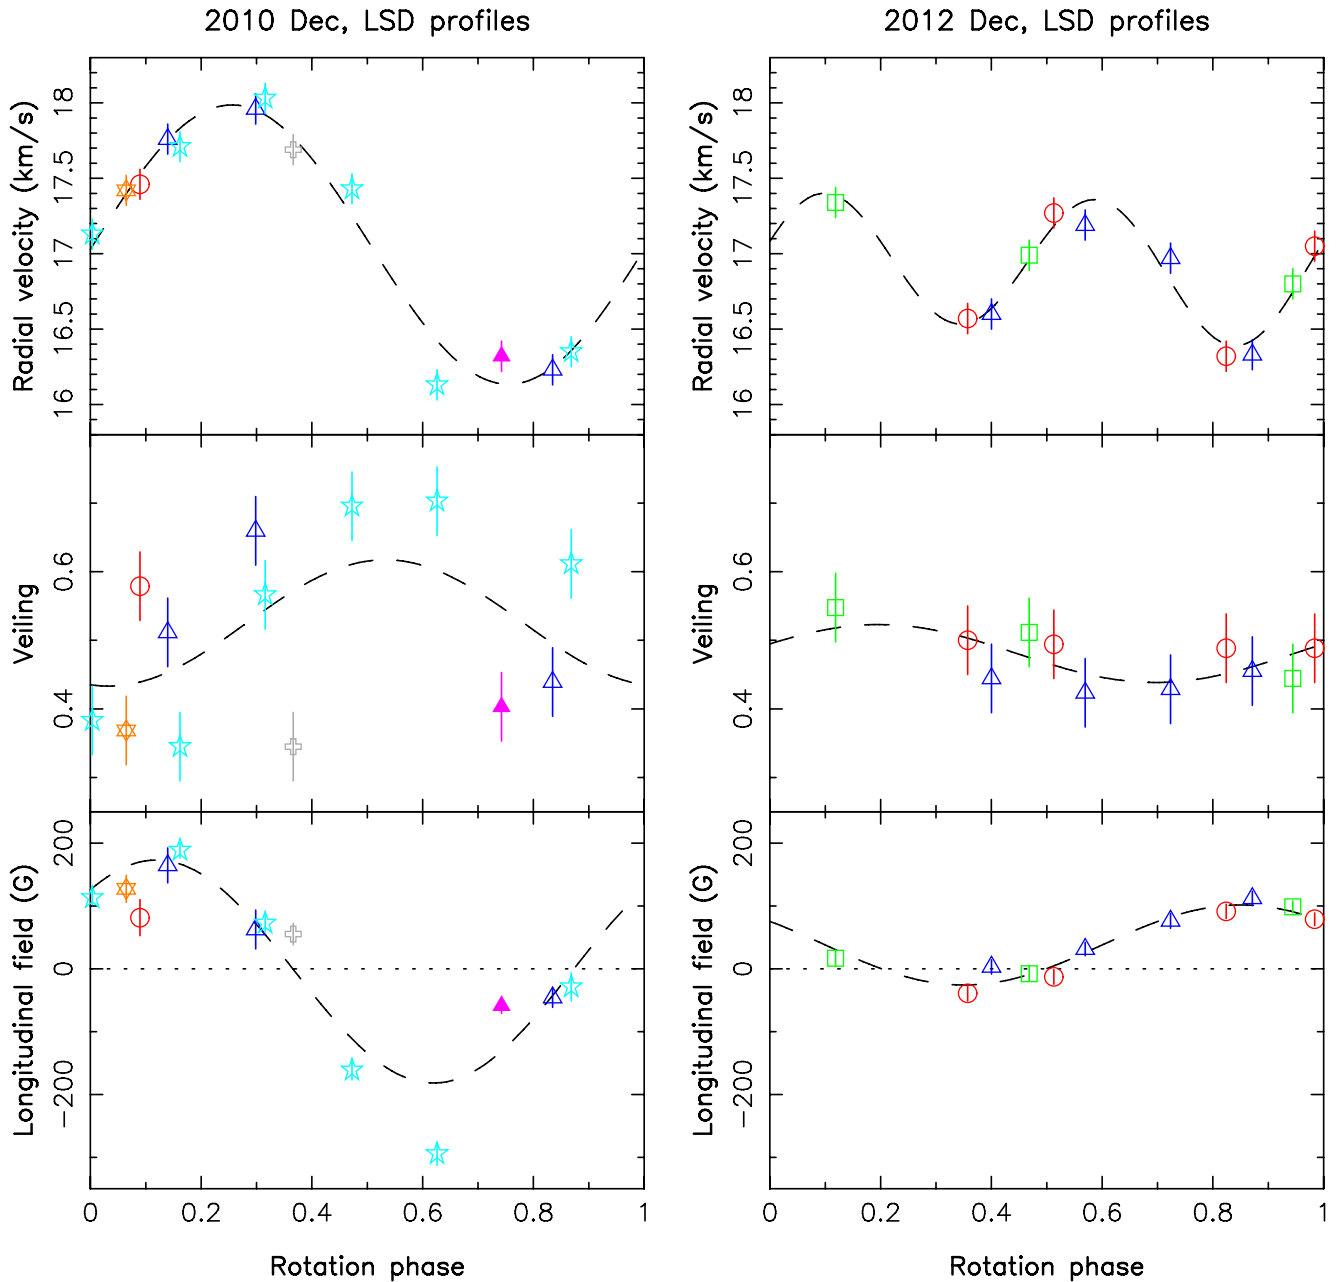 2010 Dec, LSD profiles
2012 Dec, LSD profiles
Radial velocity (km/s)
16 16.5 17 17.5 18
Radial velocity (km/s)
16 16.5 17 17.5 18
Veiling
0.4 0.6
Veiling
0.4 0.6
Longitudinal field (G)
−200 0 200
Longitudinal field (G)
−200 0 200
0 0.2 0.4 0.6 0.8 1
0 0.2 0.4 0.6 0.8 1
Rotation phase
Rotation phase